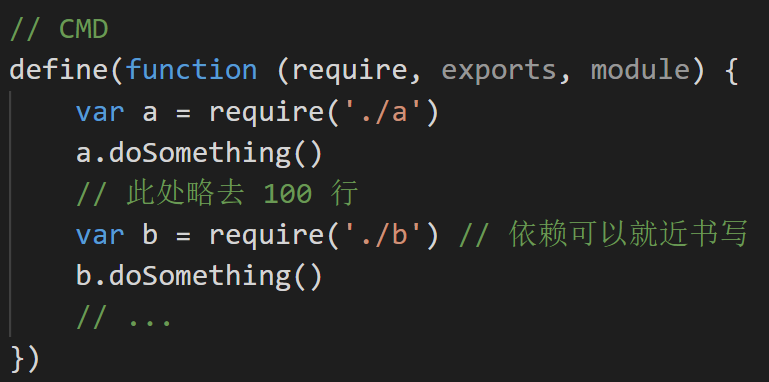 // CMD
define(function (require, exports, module) {
    var a = require('./a')
    a.doSomething()
    // 此处略去 100 行
    var b = require('./b') // 依赖可以就近书写
    b.doSomething()
    // ...
})